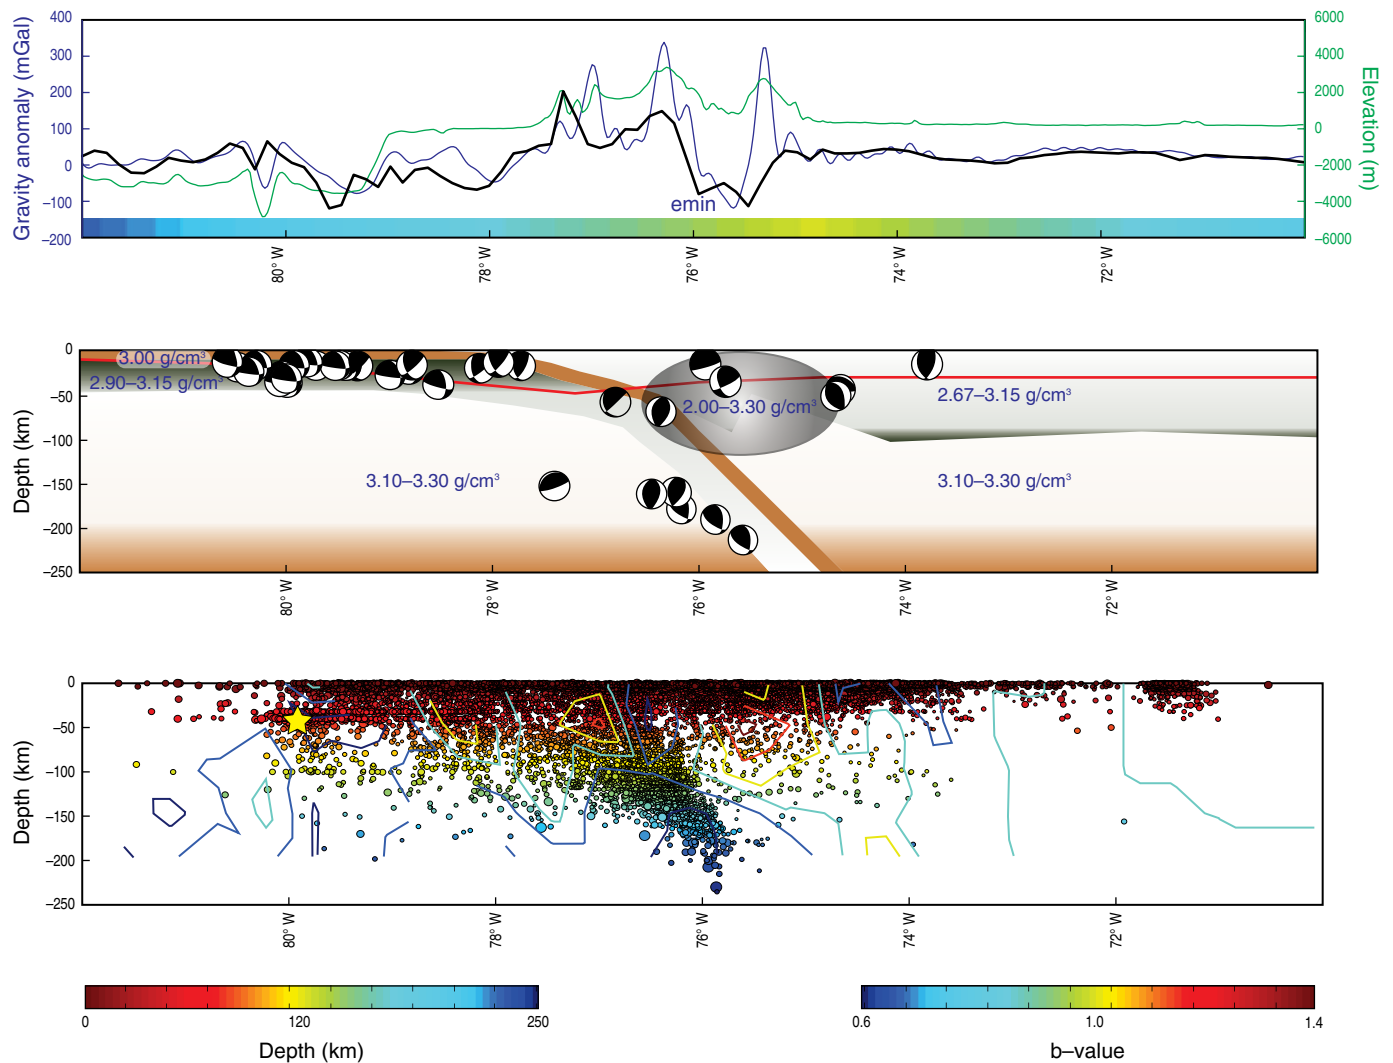 400
300
200
100
0
−100
−200
Gravity anomaly (mGal)
6000
4000
2000
0
−2000
−4000
−6000
Elevation (m)
emin
80° W
78° W
76° W
74° W
72° W
0
−50
−100
−150
−200
−250
Depth (km)
3.00 g/cm³
2.90–3.15 g/cm³
2.00–3.30 g/cm³
2.67–3.15 g/cm³
3.10–3.30 g/cm³
3.10–3.30 g/cm³
80° W
78° W
76° W
74° W
72° W
0
−50
−100
−150
−200
−250
Depth (km)
80° W
78° W
76° W
74° W
72° W
0
120
250
Depth (km)
0.6
1.0
1.4
b–value